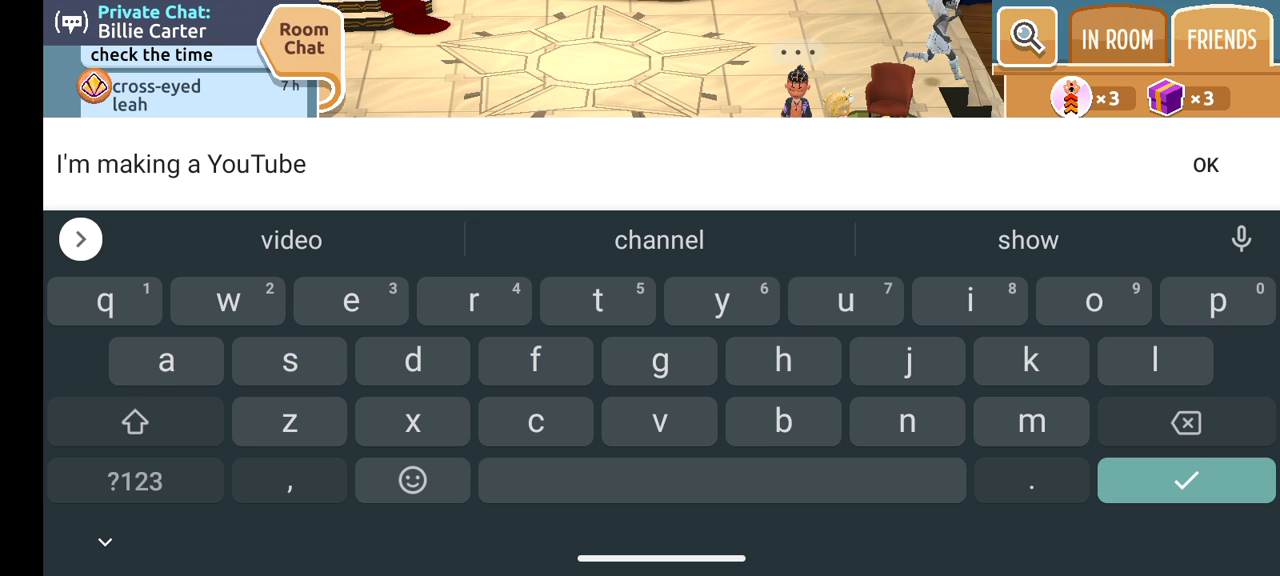 Private Chat:
Billie Carter
check the time
cross-eyed
leah
7 h
Room
Chat
IN ROOM
FRIENDS
×3
×3
I'm making a YouTube
OK
video
channel
show
q 1 w 2 e 3 r 4 t 5 y 6 u 7 i 8 o 9 p 0
a s d f g h j k l
z x c v b n m
?123 , .